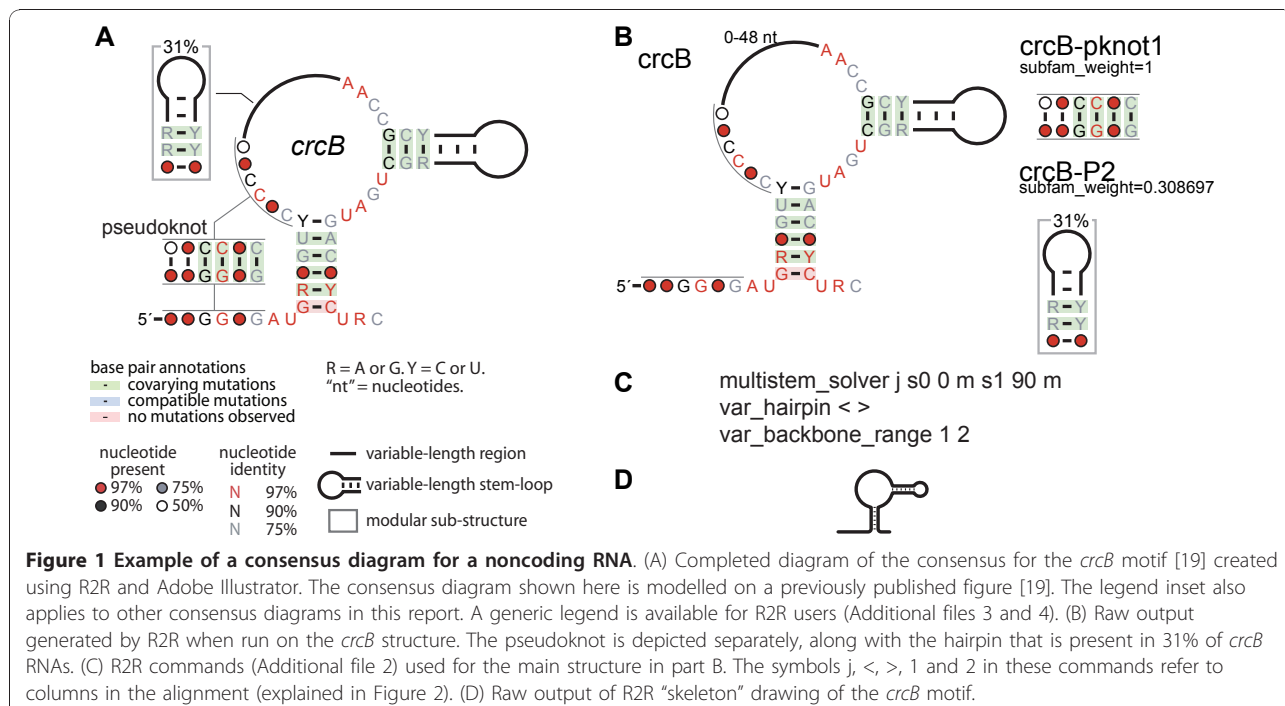 A
31%
R - Y
R - Y
A A C C G C Y
C G R
crcB
C C C Y - G U A G U
pseudoknot
U A
G C
C C C
G G G
R Y
5´ G G G A U G - C U R C
base pair annotations
- covarying mutations
- compatible mutations
- no mutations observed
R = A or G. Y = C or U.
"nt" = nucleotides.
nucleotide present
97% 75%
90% 50%
nucleotide identity
N 97%
N 90%
N 75%
variable-length region
variable-length stem-loop
modular sub-structure
B
0-48 nt
crcB
A A C C G C Y
C G R
C C C Y - G U A G U
U A
G C
R Y
5´ G G G A U G C U R C
crcB-pknot1
subfam_weight=1
C C C
G G G
crcB-P2
subfam_weight=0.308697
31%
R - Y
R - Y
C
multistem_solver j s0 0 m s1 90 m
var_hairpin < >
var_backbone_range 1 2
D
Figure 1 Example of a consensus diagram for a noncoding RNA. (A) Completed diagram of the consensus for the crcB motif [19] created
using R2R and Adobe Illustrator. The consensus diagram shown here is modelled on a previously published figure [19]. The legend inset also
applies to other consensus diagrams in this report. A generic legend is available for R2R users (Additional files 3 and 4). (B) Raw output
generated by R2R when run on the crcB structure. The pseudoknot is depicted separately, along with the hairpin that is present in 31% of crcB
RNAs. (C) R2R commands (Additional file 2) used for the main structure in part B. The symbols j, <, >, 1 and 2 in these commands refer to
columns in the alignment (explained in Figure 2). (D) Raw output of R2R "skeleton" drawing of the crcB motif.